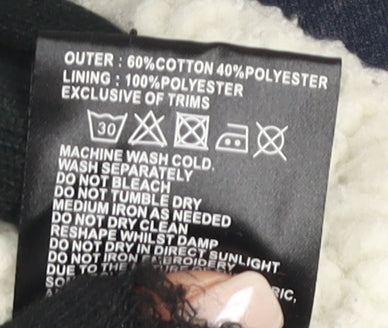 OUTER : 60%COTTON 40%POLYESTER
LINING : 100%POLYESTER
EXCLUSIVE OF TRIMS
30
MACHINE WASH COLD.
WASH SEPARATELY
DO NOT BLEACH
DO NOT TUMBLE DRY
MEDIUM IRON AS NEEDED
DO NOT DRY CLEAN
RESHAPE WHILST DAMP
DO NOT DRY IN DIRECT SUNLIGHT
DO NOT IRON EMBROIDERY
DUE TO THE